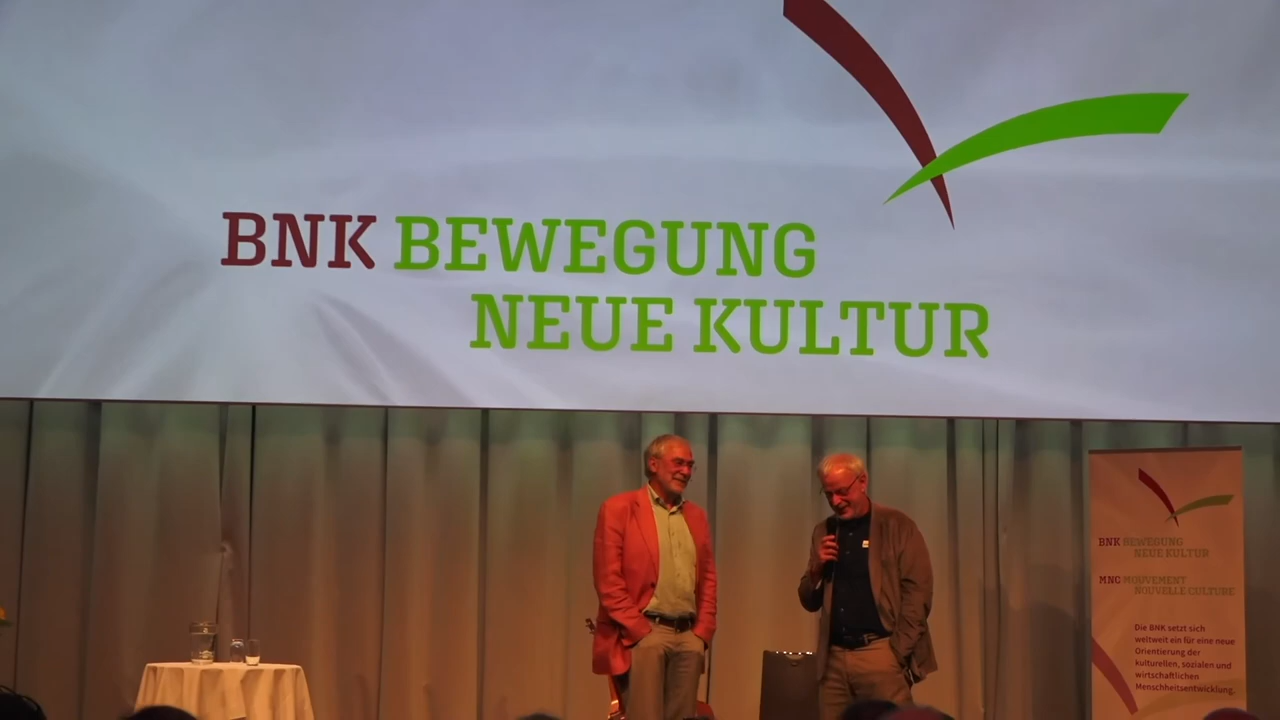 BNK BEWEGUNG
NEUE KULTUR
BNK BEWEGUNG
NEUE KULTUR
MNC MOUVEMENT
NOUVELLE CULTURE
Die BNK setzt sich
weltweit ein für eine neue
Orientierung der
kulturellen, sozialen und
wirtschaftlichen
Menschheitsentwicklung.